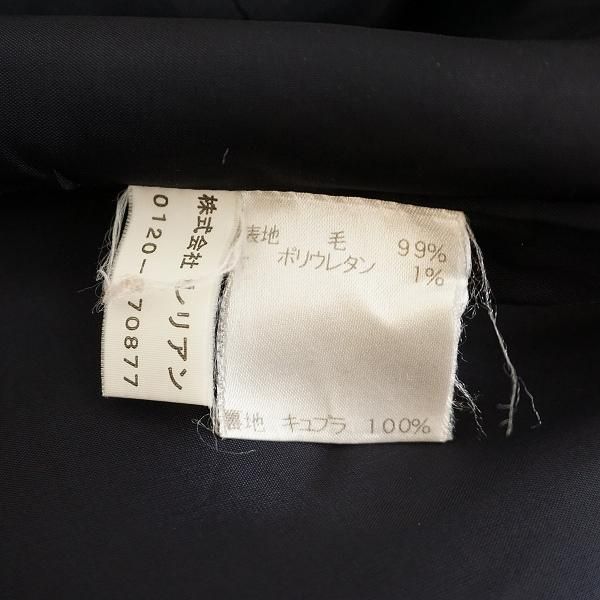 株式会社 レリアン
0120- 70877
表地 毛 99%
ポリウレタン 1%
裏地 キュプラ 100%